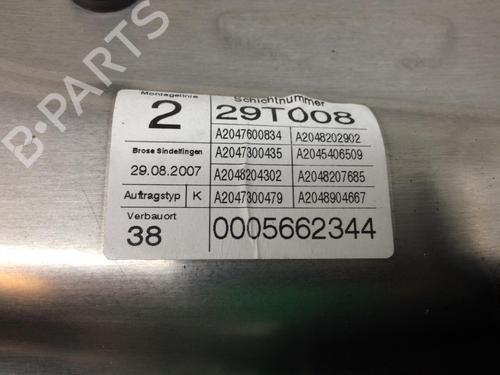 Montagelinie Schichtnummer
2 29T008
A2047600834 A2048202902
Brose Sindelfingen A2047300435 A2045406509
29.08.2007 A2048204302 A2048207685
Auftragstyp K A2047300479 A2048904667
Verbauort
38 0005662344
B-PARTS